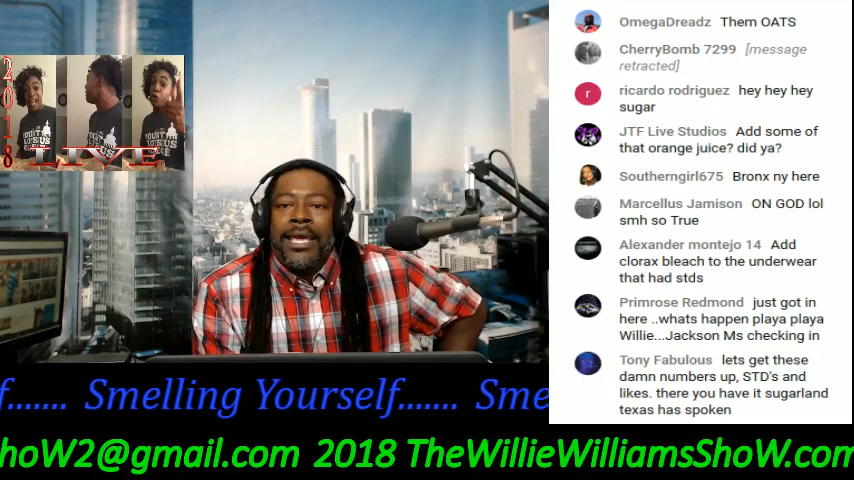 2018
LIVE
OmegaDreadz Them OATS
CherryBomb 7299 [message
retracted]
r
ricardo rodriguez hey hey hey
sugar
JTF Live Studios Add some of
that orange juice? did ya?
Southerngirl675 Bronx ny here
Marcellus Jamison ON GOD lol
smh so True
Alexander montejo 14 Add
clorax bleach to the underwear
that had stds
Primrose Redmond just got in
here ..whats happen playa playa
Willie...Jackson Ms checking in
Tony Fabulous lets get these
damn numbers up, STD's and
likes. there you have it sugarland
texas has spoken
f....... Smelling Yourself....... Sme
hoW2@gmail.com 2018 TheWillieWilliamsShoW.com